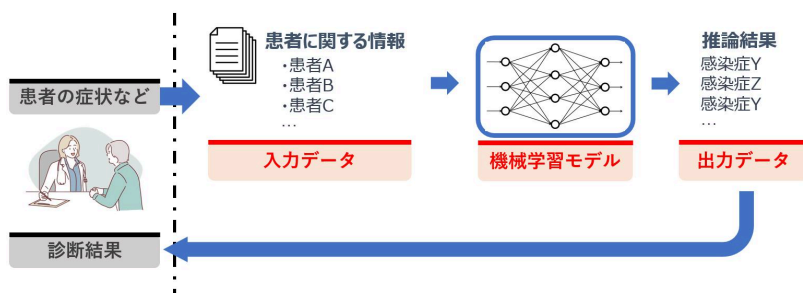 患者の症状など
診断結果
患者に関する情報
・患者A
・患者B
・患者C
…
入力データ
機械学習モデル
推論結果
感染症Y
感染症Z
感染症Y
…
出力データ